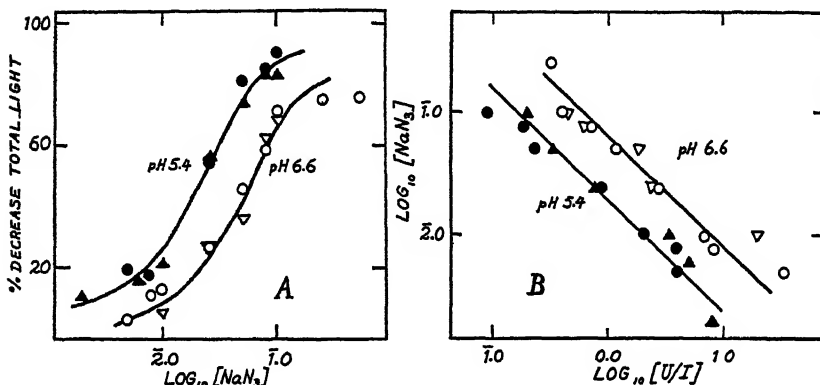 100
60
20
% DECREASE TOTAL LIGHT
pH 5.4
pH 6.6
A
2̄.0
1̄.0
LOG₁₀ [NaN₃]
1̄.0
2̄.0
LOG₁₀ [NaN₃]
pH 6.6
pH 5.4
B
1̄.0
0.0
1.0
LOG₁₀ [U/I]